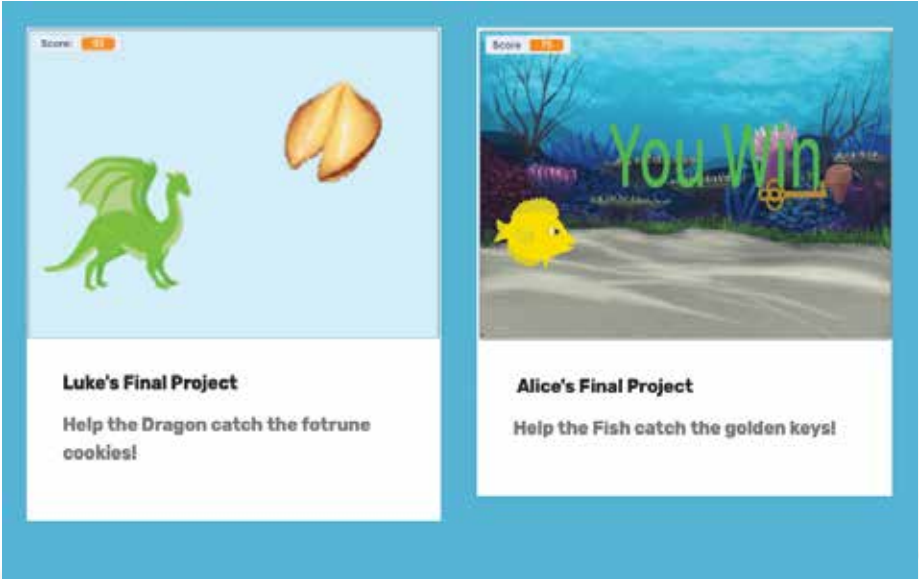 Score:
Score
You Win
Luke's Final Project
Help the Dragon catch the fotrune
cookies!
Alice's Final Project
Help the Fish catch the golden keys!